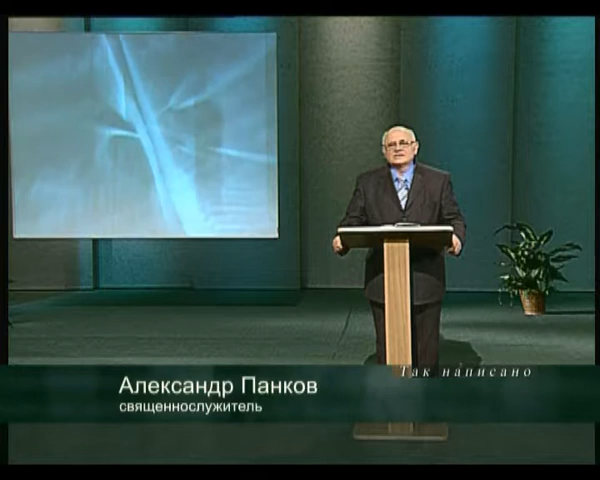 Так написано
Александр Панков
священнослужитель